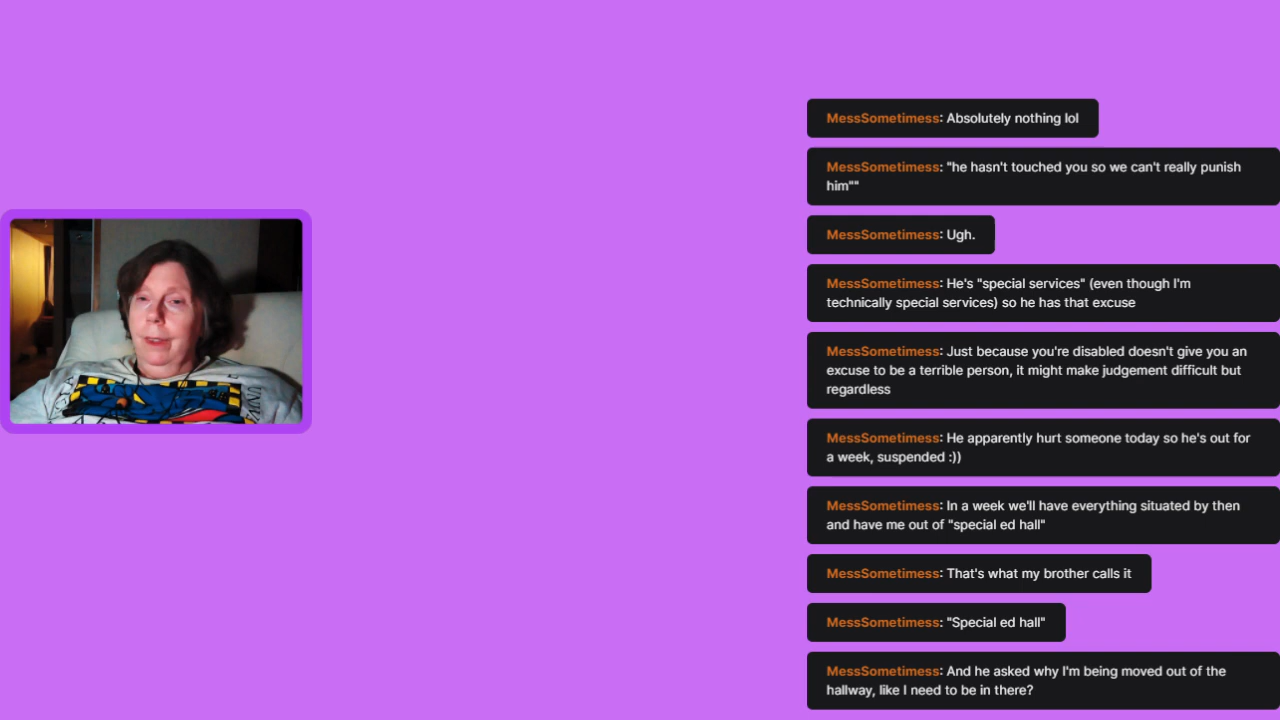 MessSometimess: Absolutely nothing lol
MessSometimess: "he hasn't touched you so we can't really punish
him""
MessSometimess: Ugh.
MessSometimess: He's "special services" (even though I'm
technically special services) so he has that excuse
MessSometimess: Just because you're disabled doesn't give you an
excuse to be a terrible person, it might make judgement difficult but
regardless
MessSometimess: He apparently hurt someone today so he's out for
a week, suspended :))
MessSometimess: In a week we'll have everything situated by then
and have me out of "special ed hall"
MessSometimess: That's what my brother calls it
MessSometimess: "Special ed hall"
MessSometimess: And he asked why I'm being moved out of the
hallway, like I need to be in there?